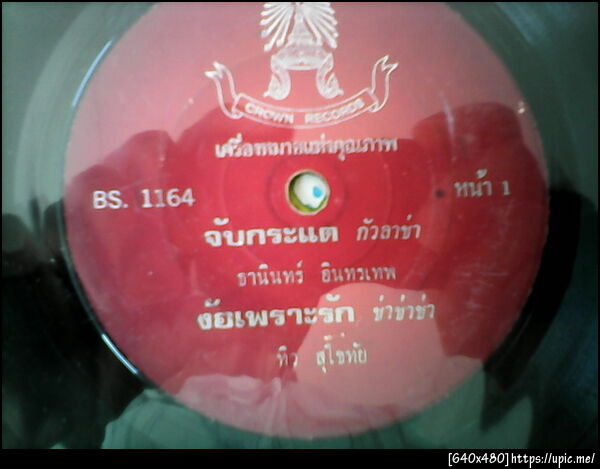 CROWN RECORDS
เครื่องหมายแห่งคุณภาพ
BS. 1164
หน้า 1
จับกระแต กัวลาช่า
ธานินทร์ อินทรเทพ
ง้อเพราะรัก ช่าช่าช่า
ทิว สุโขทัย
[640x480]https://upic.me/